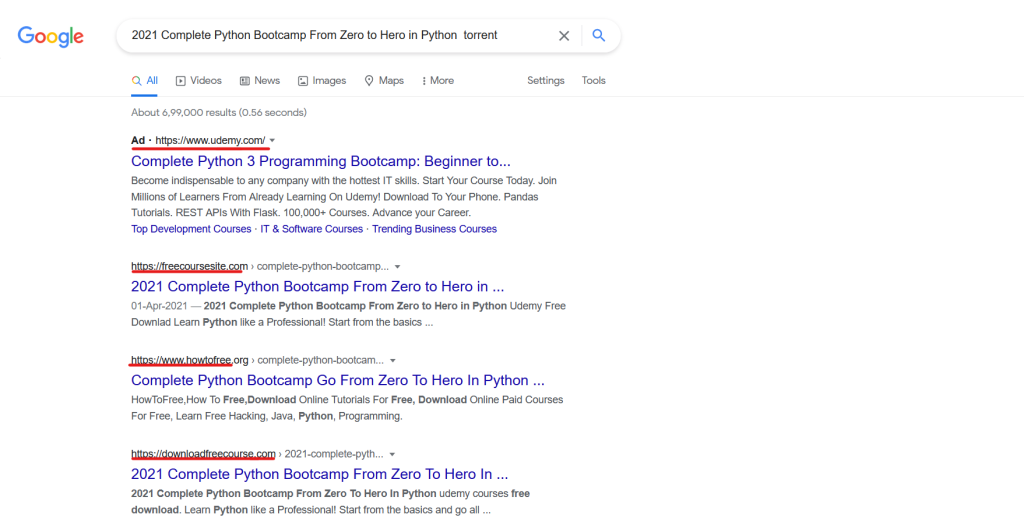 Google
2021 Complete Python Bootcamp From Zero to Hero in Python  torrent
All Videos News Images Maps More Settings Tools
About 6,99,000 results (0.56 seconds)
Ad · https://www.udemy.com/
Complete Python 3 Programming Bootcamp: Beginner to...
Become indispensable to any company with the hottest IT skills. Start Your Course Today. Join
Millions of Learners From Already Learning On Udemy! Download To Your Phone. Pandas
Tutorials. REST APIs With Flask. 100,000+ Courses. Advance your Career.
Top Development Courses · IT & Software Courses · Trending Business Courses
https://freecoursesite.com › complete-python-bootcamp...
2021 Complete Python Bootcamp From Zero to Hero in ...
01-Apr-2021 — 2021 Complete Python Bootcamp From Zero to Hero in Python Udemy Free
Downlad Learn Python like a Professional! Start from the basics ...
https://www.howtofree.org › complete-python-bootcam...
Complete Python Bootcamp Go From Zero To Hero In Python ...
HowToFree,How To Free,Download Online Tutorials For Free, Download Online Paid Courses
For Free, Learn Free Hacking, Java, Python, Programming.
https://downloadfreecourse.com › 2021-complete-pyth...
2021 Complete Python Bootcamp From Zero To Hero In ...
2021 Complete Python Bootcamp From Zero To Hero In Python udemy courses free
download. Learn Python like a Professional! Start from the basics and go all ...